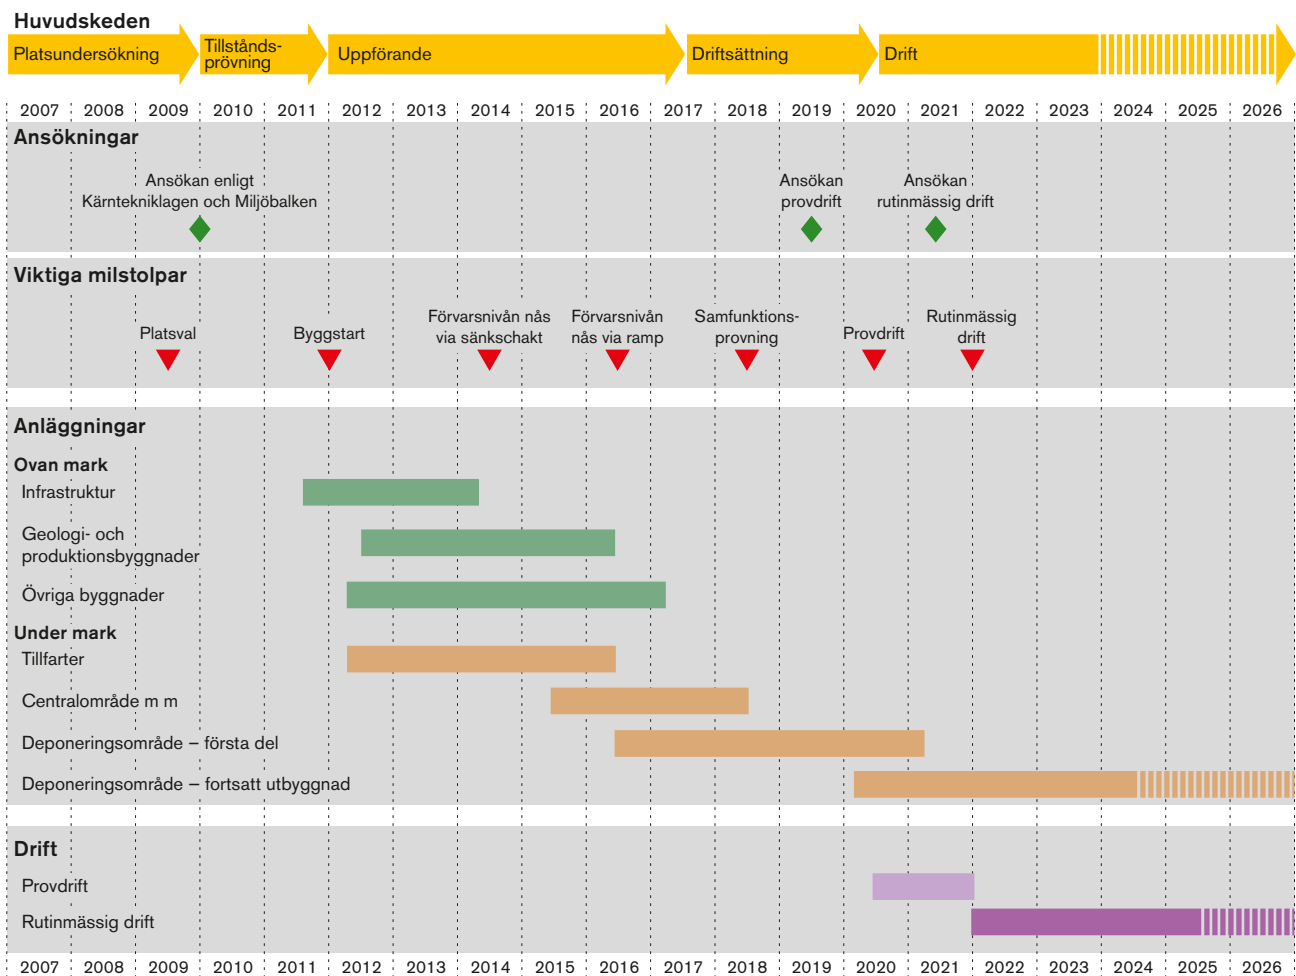 Huvudskeden
Platsundersökning
Tillstånds-
prövning
Uppförande
Driftsättning
Drift
2007 2008 2009 2010 2011 2012 2013 2014 2015 2016 2017 2018 2019 2020 2021 2022 2023 2024 2025 2026
Ansökningar
Ansökan enligt
Kärntekniklagen och Miljöbalken
Ansökan
provdrift
Ansökan
rutinmässig drift
Viktiga milstolpar
Platsval
Byggstart
Förvarsnivån nås
via sänkschakt
Förvarsnivån
nås via ramp
Samfunktions-
provning
Provdrift
Rutinmässig
drift
Anläggningar
Ovan mark
Infrastruktur
Geologi- och
produktionsbyggnader
Övriga byggnader
Under mark
Tillfarter
Centralområde m m
Deponeringsområde – första del
Deponeringsområde – fortsatt utbyggnad
Drift
Provdrift
Rutinmässig drift
2007 2008 2009 2010 2011 2012 2013 2014 2015 2016 2017 2018 2019 2020 2021 2022 2023 2024 2025 2026